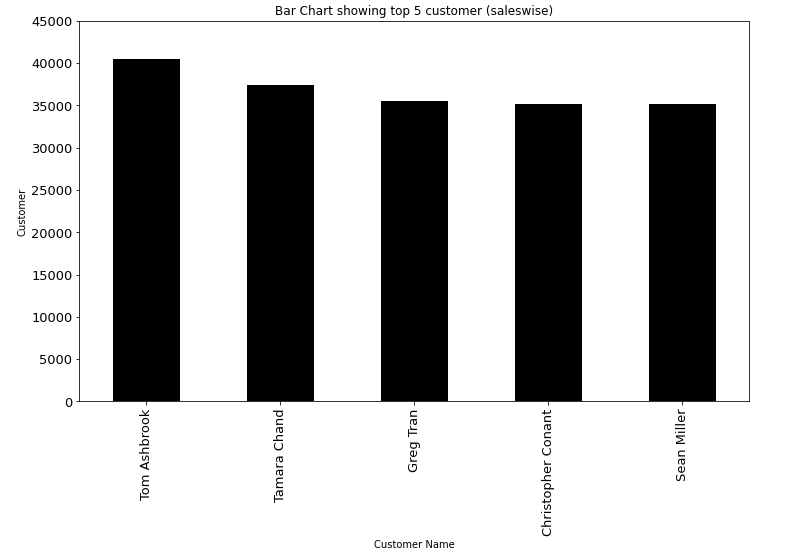 Bar Chart showing top 5 customer (saleswise)
45000
40000
35000
30000
25000
20000
15000
10000
5000
0
Customer
Tom Ashbrook
Tamara Chand
Greg Tran
Christopher Conant
Sean Miller
Customer Name